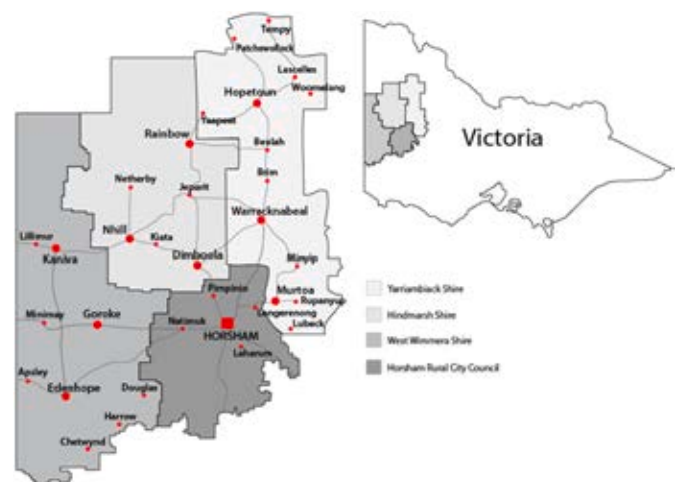 Tempy
Patchewollock
Lascelles
Woomelang
Hopetoun
Yaapeet
Rainbow
Beulah
Netherby
Brim
Jeparit
Warracknabeal
Nhill
Kiata
Lillimur
Kaniva
Dimboola
Minyip
Pimpinio
Murtoa
Rupanyup
Minimay
Goroke
Natimuk
Longerenong
HORSHAM
Lubeck
Laharum
Apsley
Edenhope
Douglas
Harrow
Chetwynd
Victoria
Yarriambiack Shire
Hindmarsh Shire
West Wimmera Shire
Horsham Rural City Council